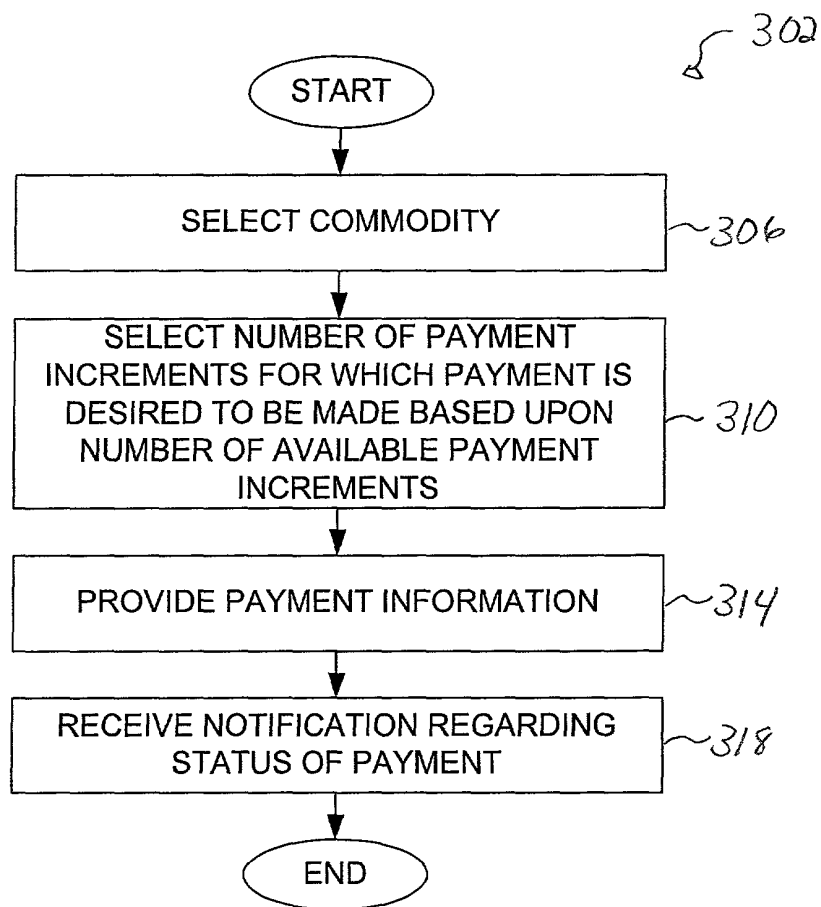 302
START
SELECT COMMODITY
306
SELECT NUMBER OF PAYMENT
INCREMENTS FOR WHICH PAYMENT IS
DESIRED TO BE MADE BASED UPON
NUMBER OF AVAILABLE PAYMENT
INCREMENTS
310
PROVIDE PAYMENT INFORMATION
314
RECEIVE NOTIFICATION REGARDING
STATUS OF PAYMENT
318
END